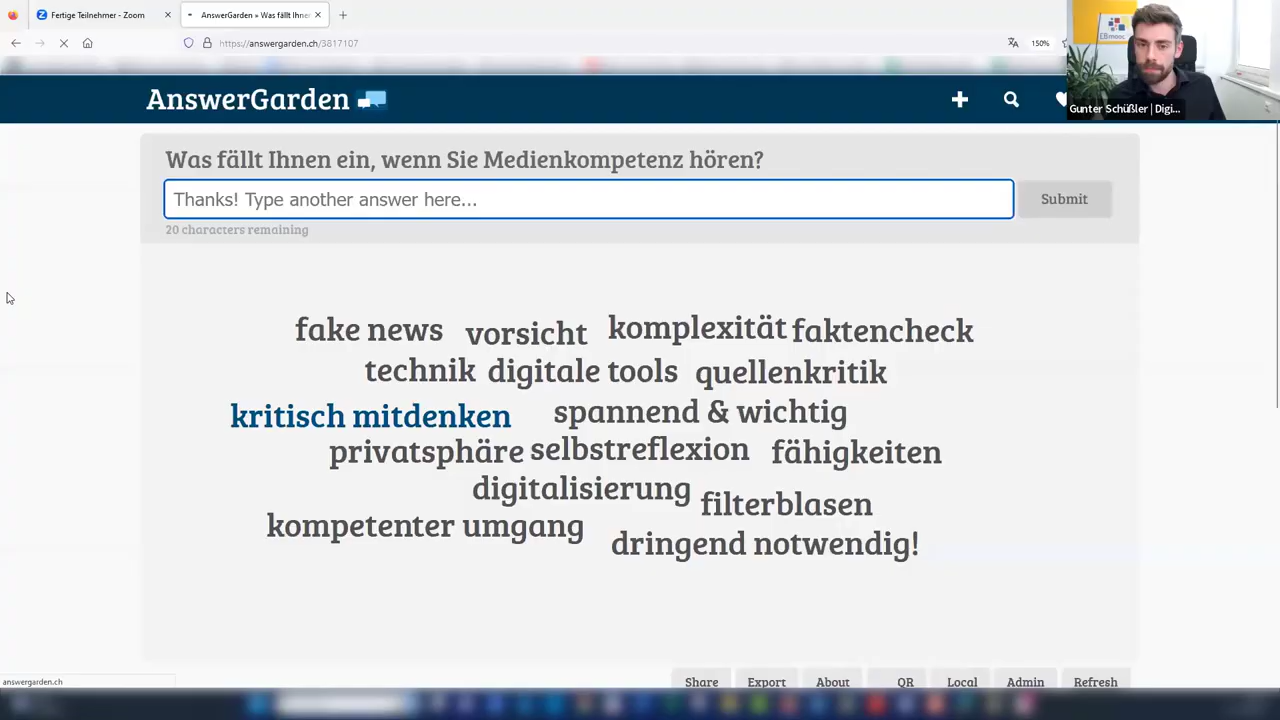 Fertige Teilnehmer - Zoom
AnswerGarden » Was fällt Ihnen
https://answergarden.ch/3817107
150%
EBmooc
Gunter Schüßler | Digi...
AnswerGarden
Was fällt Ihnen ein, wenn Sie Medienkompetenz hören?
Thanks! Type another answer here...
Submit
20 characters remaining
fake news vorsicht komplexität faktencheck
technik digitale tools quellenkritik
kritisch mitdenken spannend & wichtig
privatsphäre selbstreflexion fähigkeiten
digitalisierung filterblasen
kompetenter umgang dringend notwendig!
answergarden.ch
Share Export About QR Local Admin Refresh